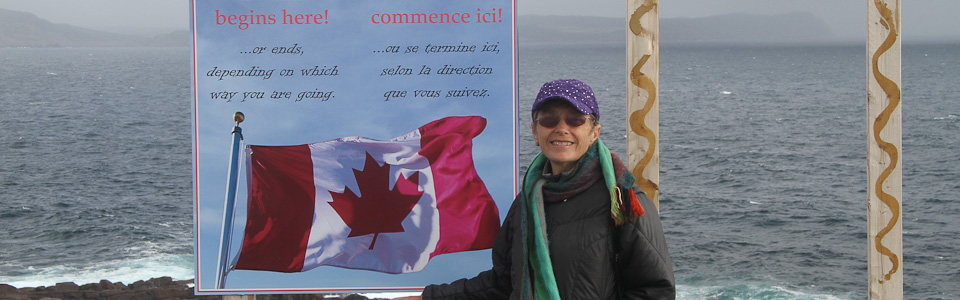 begins here!
...or ends,
depending on which
way you are going.
commence ici!
...ou se termine ici,
selon la direction
que vous suivez.